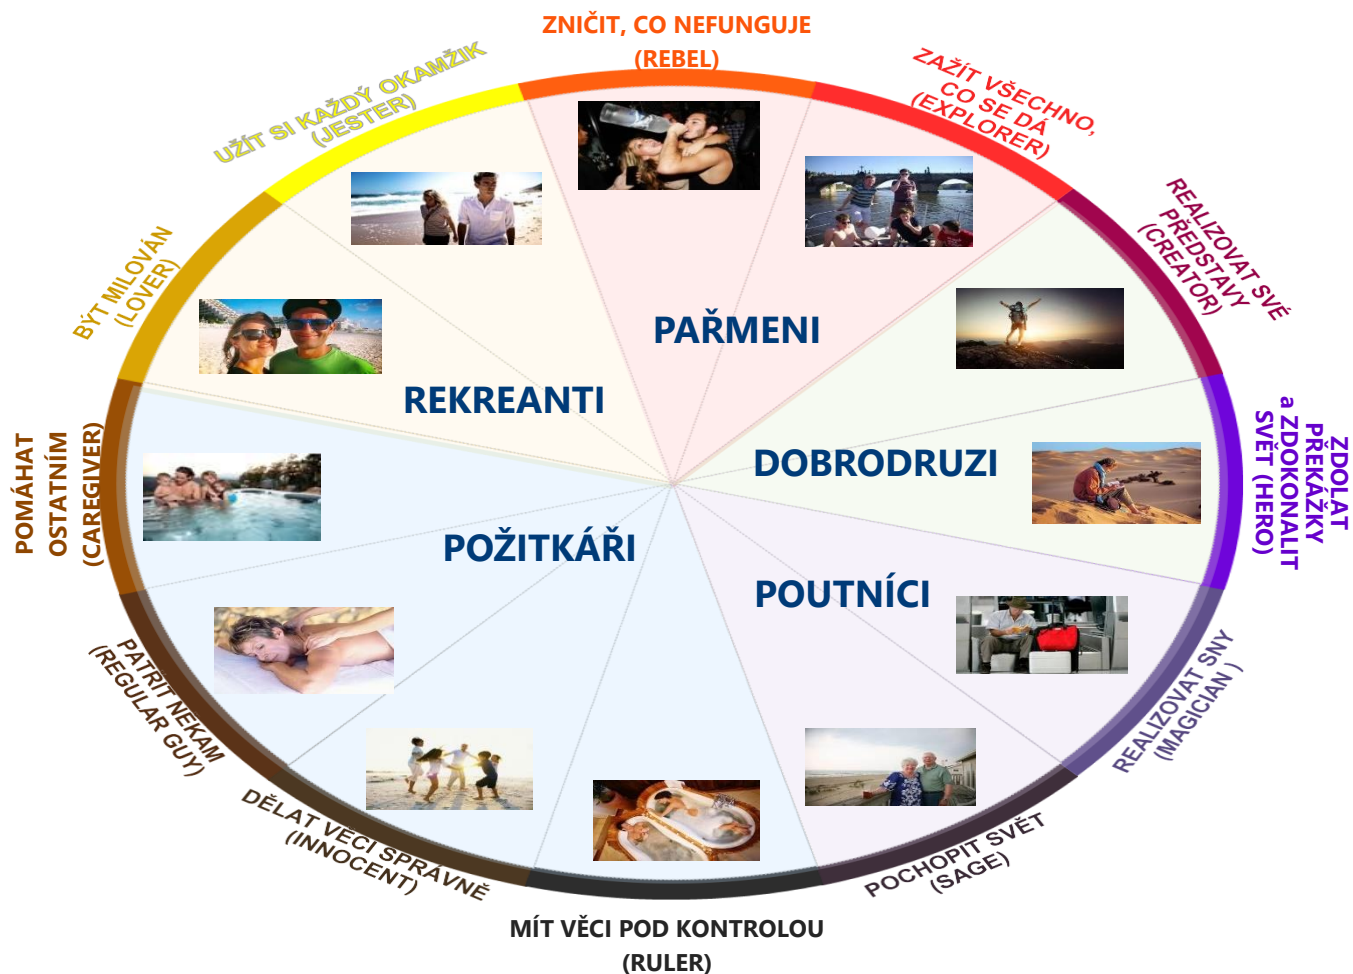 ZNIČIT, CO NEFUNGUJE
(REBEL)
ZAŽÍT VŠECHNO,
CO SE DÁ
(EXPLORER)
REALIZOVAT SVÉ
PŘEDSTAVY
(CREATOR)
ZDOLAT
PŘEKÁŽKY
a ZDOKONALIT
SVĚT (HERO)
REALIZOVAT SNY
(MAGICIAN )
POCHOPIT SVĚT
(SAGE)
MÍT VĚCI POD KONTROLOU
(RULER)
DĚLAT VĚCI SPRÁVNĚ
(INNOCENT)
PATŘIT NĚKAM
(REGULAR GUY)
POMÁHAT
OSTATNÍM
(CAREGIVER)
BÝT MILOVÁN
(LOVER)
UŽÍT SI KAŽDÝ OKAMŽIK
(JESTER)
PAŘMENI
REKREANTI
DOBRODRUZI
POŽITKÁŘI
POUTNÍCI